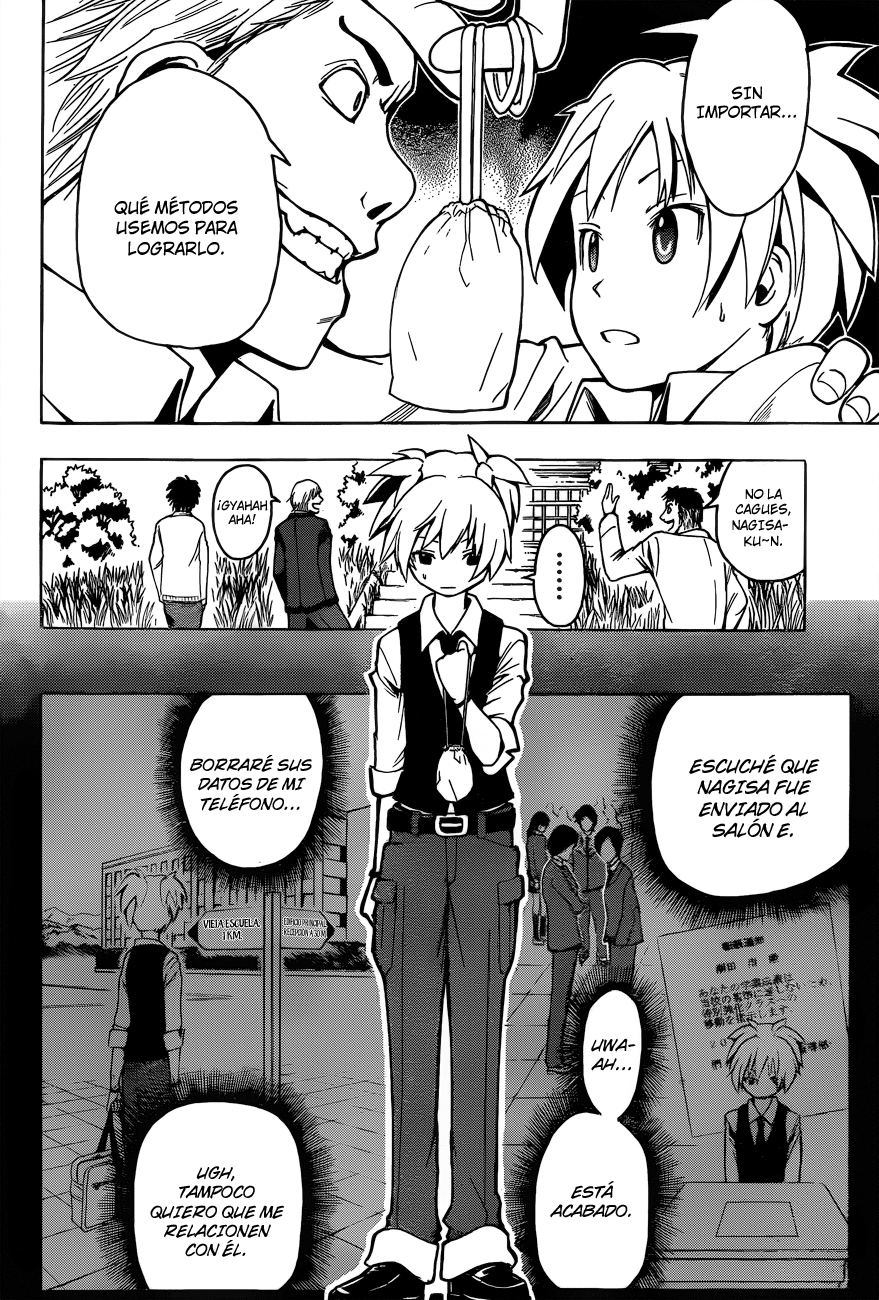 SIN
IMPORTAR...
QUÉ MÉTODOS
USEMOS PARA
LOGRARLO.
NO LA
CAGUES,
NAGISA-
KU~N.
......
¡GYAHAH
AHA!
ESCUCHÉ QUE
NAGISA FUE
ENVIADO AL
SALÓN E.
UWA-
AH...
ESTÁ
ACABADO.
BORRARÉ SUS
DATOS DE MI
TELÉFONO...
VIEJA ESCUELA
1 KM.
EDIFICIO PRINCIPAL
RECEPCIÓN A 50 M
UGH,
TAMPOCO
QUIERO QUE ME
RELACIONEN
CON ÉL.